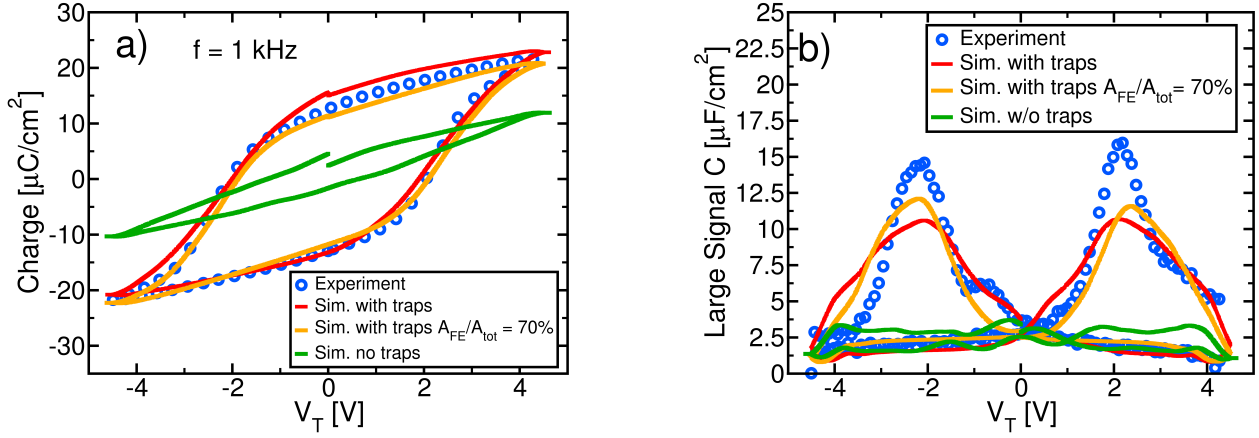 a)
f = 1 kHz
Charge [μC/cm2]
30
20
10
0
-10
-20
-30
-4
-2
0
2
4
VT [V]
Experiment
Sim. with traps
Sim. with traps AFE/Atot = 70%
Sim. no traps
b)
Large Signal C [μF/cm2]
25
22.5
20
17.5
15
12.5
10
7.5
5
2.5
0
-4
-2
0
2
4
VT [V]
Experiment
Sim. with traps
Sim. with traps AFE/Atot= 70%
Sim. w/o traps